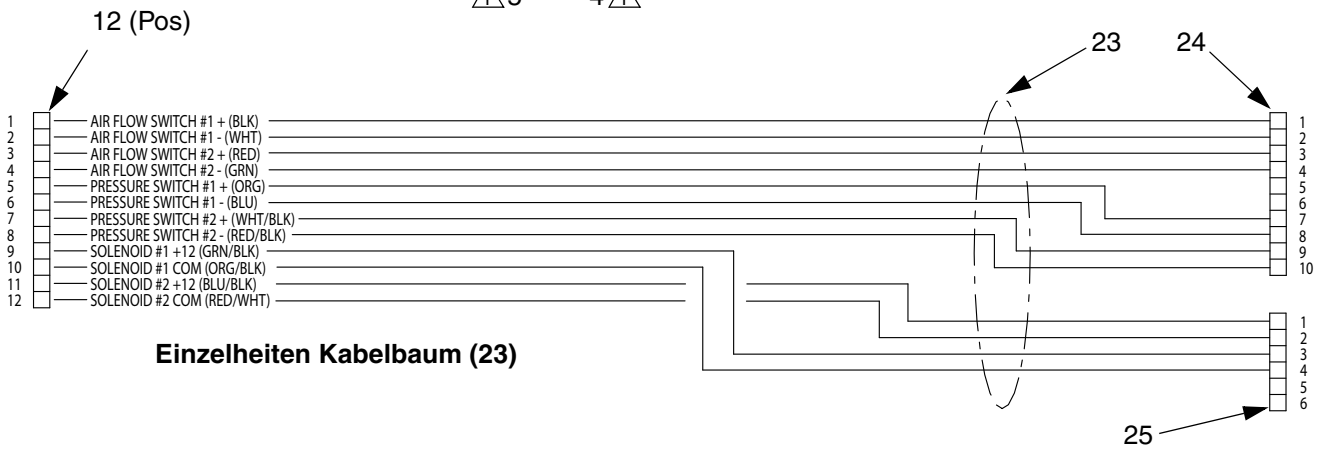 3 4
12 (Pos)
23 24
1 AIR FLOW SWITCH #1 + (BLK) 1
2 AIR FLOW SWITCH #1 - (WHT) 2
3 AIR FLOW SWITCH #2 + (RED) 3
4 AIR FLOW SWITCH #2 - (GRN) 4
5 PRESSURE SWITCH #1 + (ORG) 5
6 PRESSURE SWITCH #1 - (BLU) 6
7 PRESSURE SWITCH #2 + (WHT/BLK) 7
8 PRESSURE SWITCH #2 - (RED/BLK) 8
9 SOLENOID #1 +12 (GRN/BLK) 9
10 SOLENOID #1 COM (ORG/BLK) 10
11 SOLENOID #2 +12 (BLU/BLK)
12 SOLENOID #2 COM (RED/WHT)
1
2
3
4
5
6
Einzelheiten Kabelbaum (23)
25